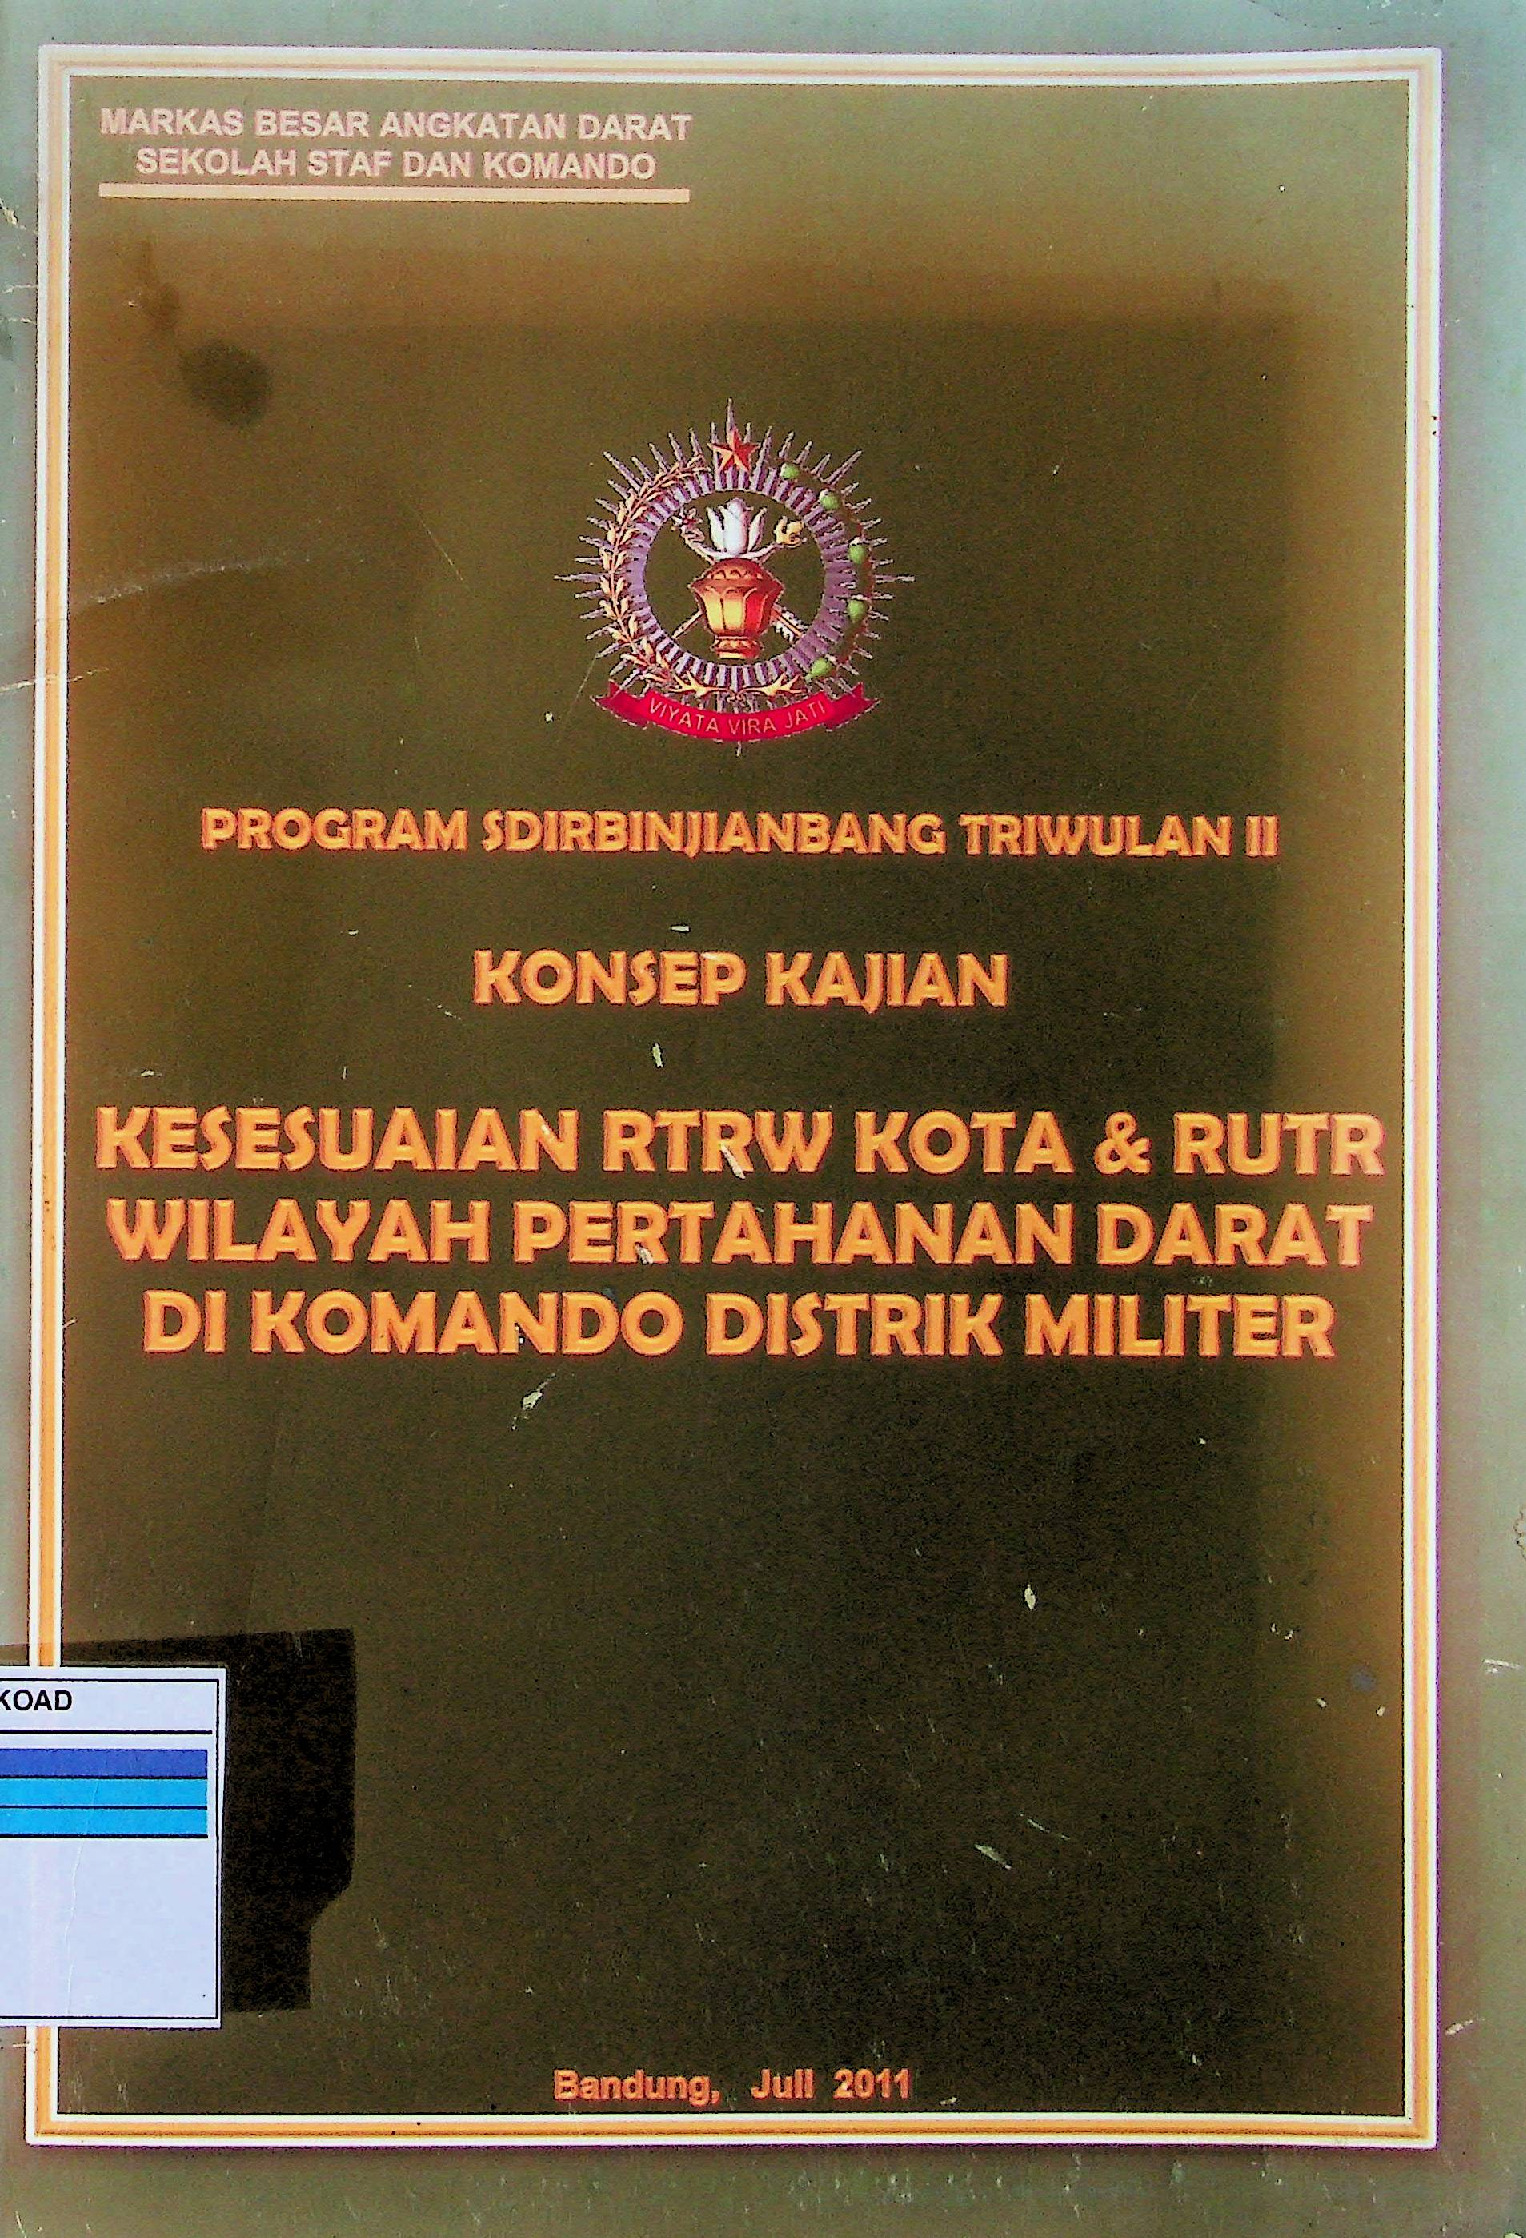 MARKAS BESAR ANGKATAN DARAT
SEKOLAH STAF DAN KOMANDO
VIYATA VIRA JATI
PROGRAM SDIRBINJIANBANG TRIWULAN II
KONSEP KAJIAN
KESESUAIAN RTRW KOTA & RUTR
WILAYAH PERTAHANAN DARAT
DI KOMANDO DISTRIK MILITER
KOAD
Bandung, Juli 2011